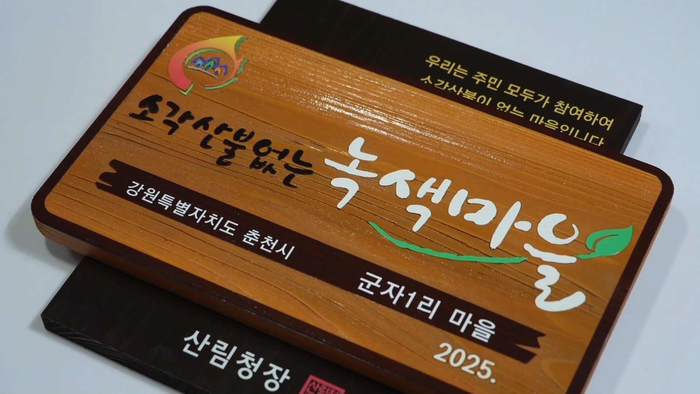 우리는 주민 모두가 참여하여
소각산불이 없는 마을입니다
소각산불없는 녹색마을
강원특별자치도 춘천시 군자1리 마을
2025.
산림청장